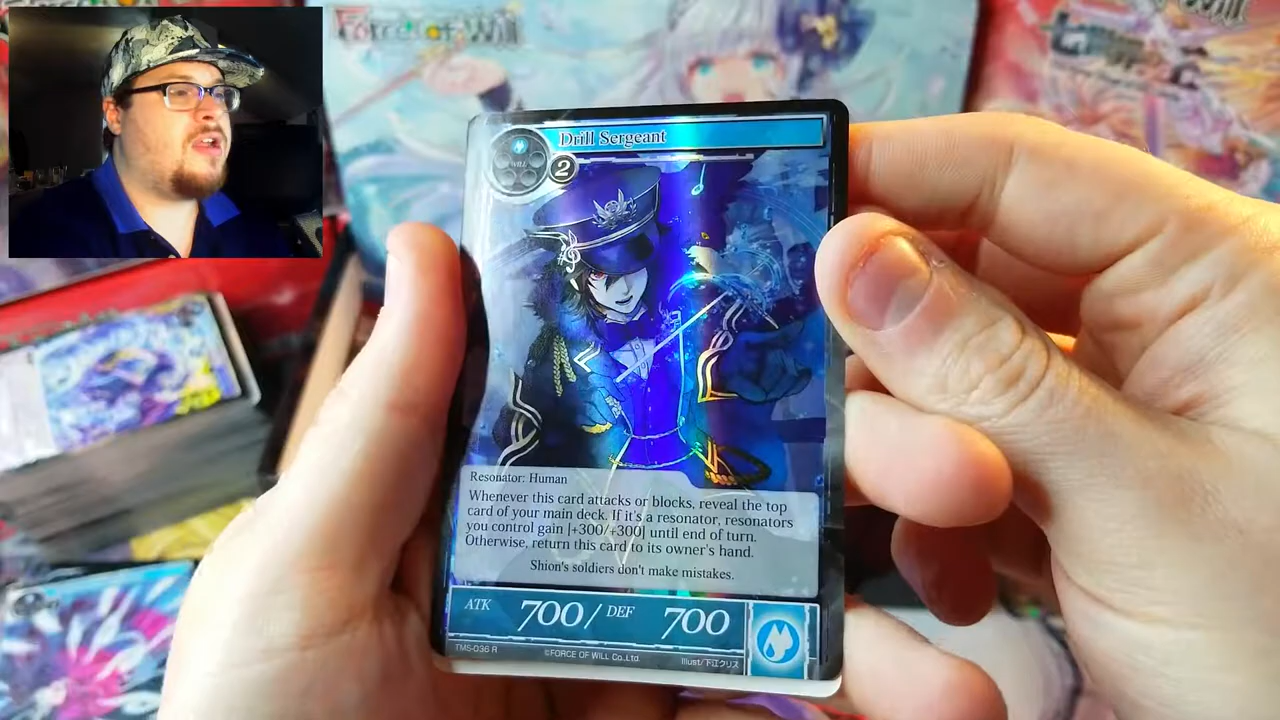 Force of Will
Will
Drill Sergeant
WILL
2
Resonator: Human
Whenever this card attacks or blocks, reveal the top
card of your main deck. If it's a resonator, resonators
you control gain [+300/+300] until end of turn.
Otherwise, return this card to its owner's hand.
Shion's soldiers don't make mistakes.
ATK 700 / DEF 700
TMS-036 R ©FORCE OF WILL Co.,Ltd. Illust/下江クリス